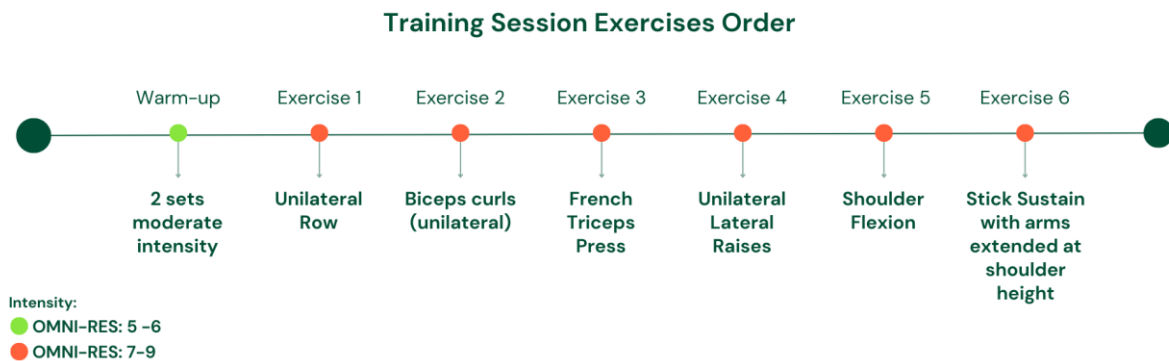 Training Session Exercises Order
Warm-up
Exercise 1
Exercise 2
Exercise 3
Exercise 4
Exercise 5
Exercise 6
2 sets
moderate
intensity
Unilateral
Row
Biceps curls
(unilateral)
French
Triceps
Press
Unilateral
Lateral
Raises
Shoulder
Flexion
Stick Sustain
with arms
extended at
shoulder
height
Intensity:
OMNI-RES: 5 -6
OMNI-RES: 7-9